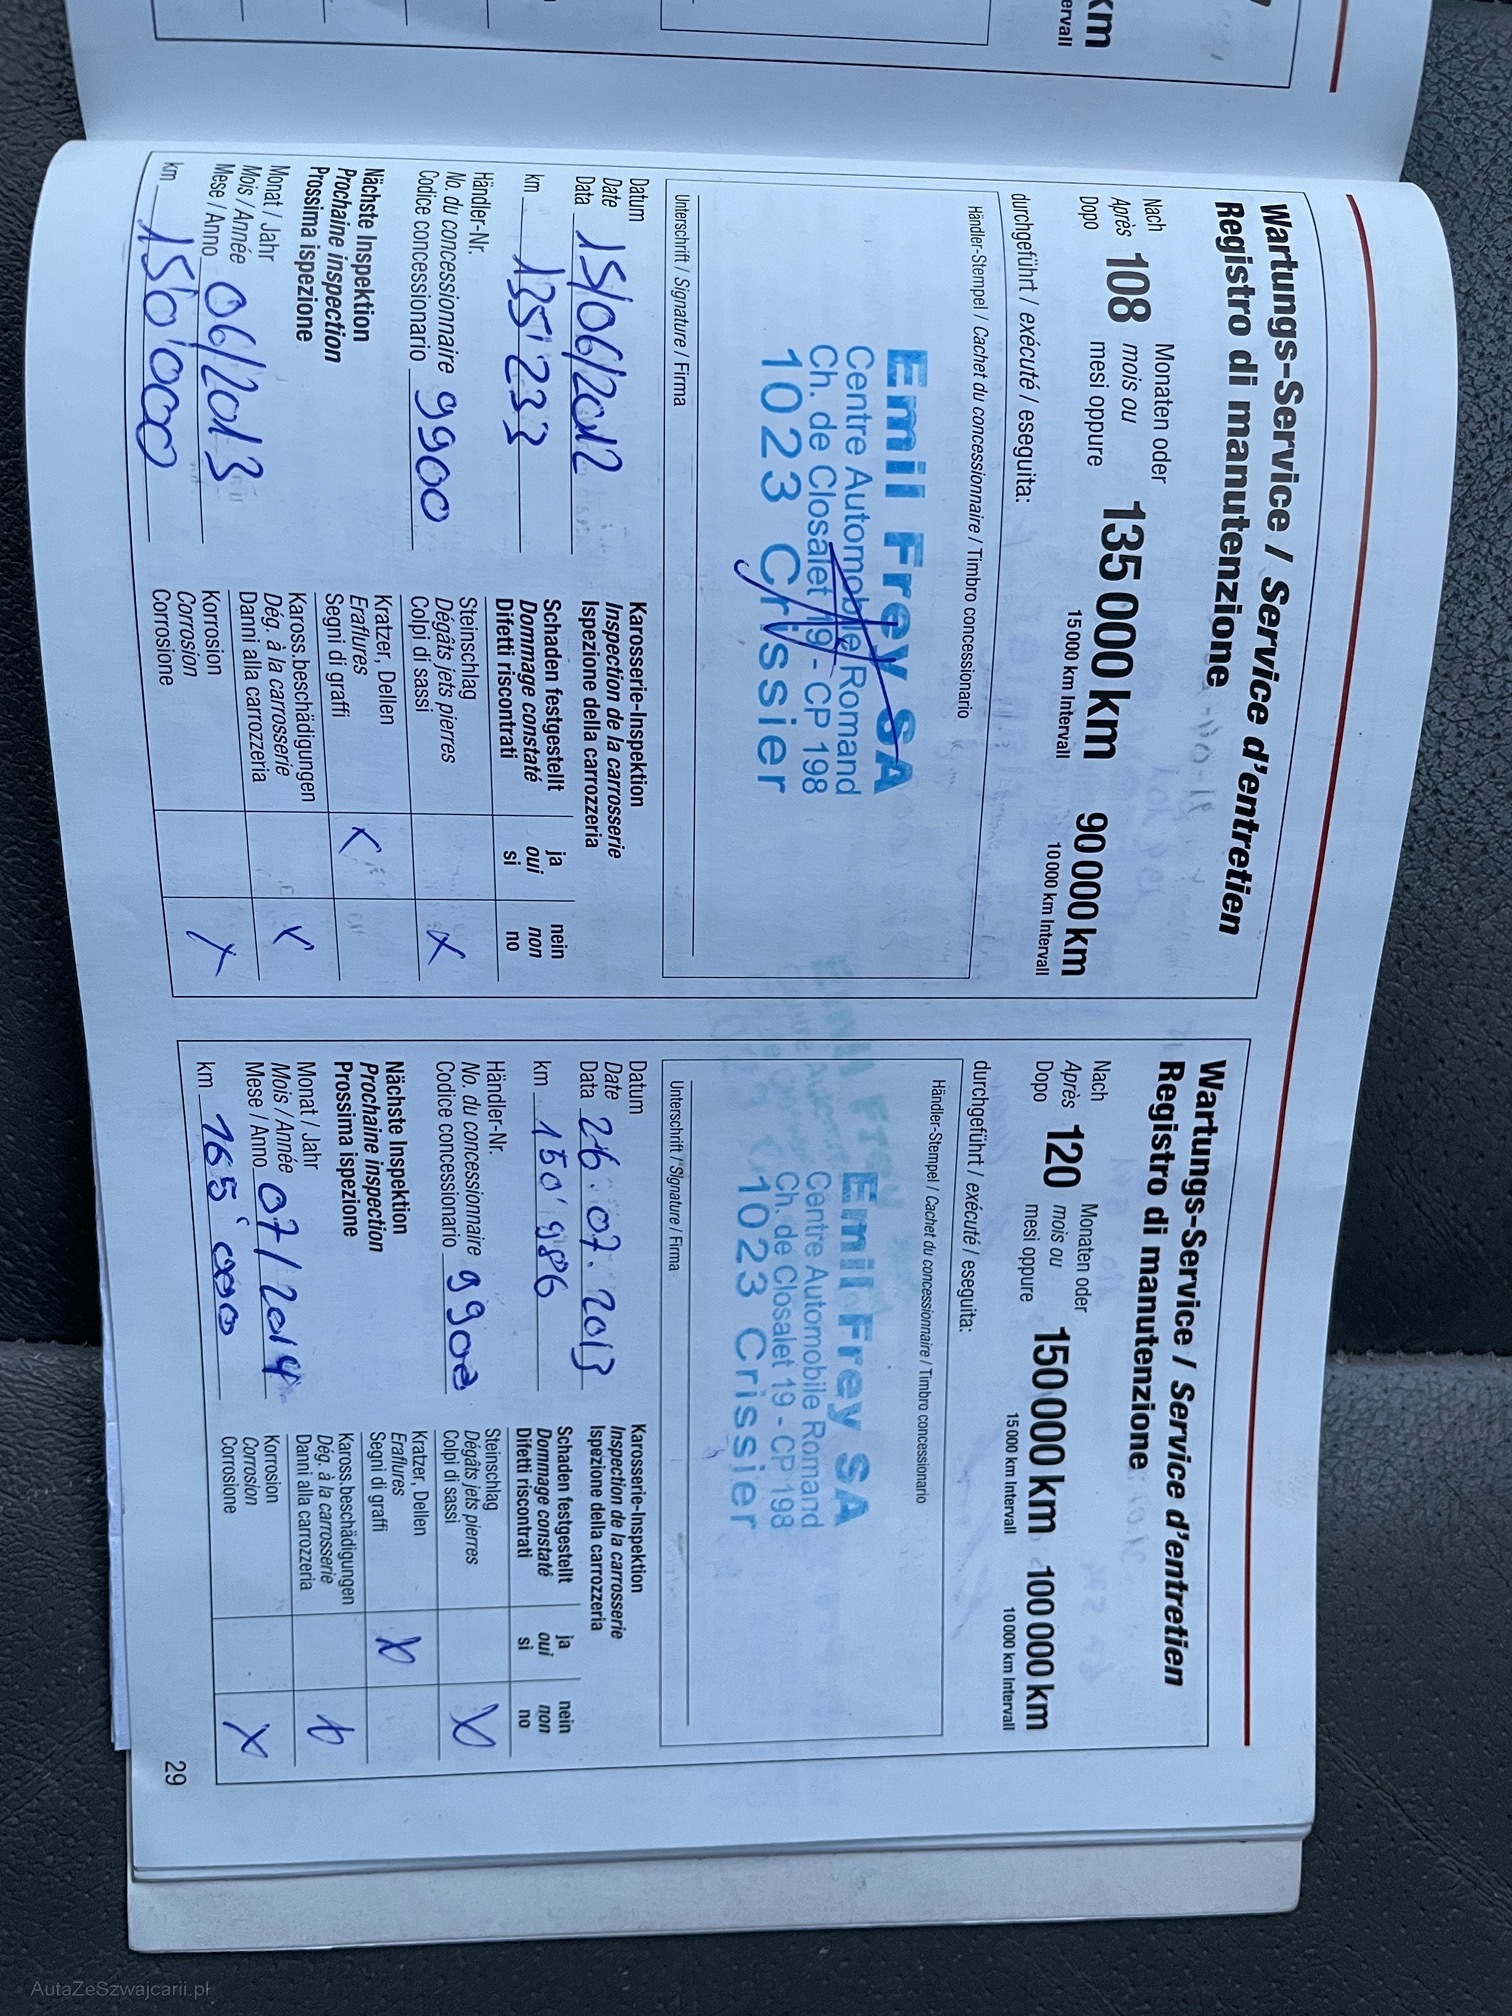 km
ervall
Wartungs-Service / Service d'entretien
Registro di manutenzione
Nach
Après
Dopo
108
Monaten oder
mois ou
mesi oppure
135 000 km
15 000 km Intervall
90 000 km
10 000 km Intervall
durchgeführt / exécuté / eseguita:
Händler-Stempel / Cachet du concessionnaire / Timbro concessionario
Emil Frey SA
Centre Automobile Romand
Ch. de Closalet 19 - CP 198
1023 Crissier
Unterschrift / Signature / Firma
Datum
Date
Data 15/06/2012
km 135'233
Händler-Nr.
No. du concessionnaire
Codice concessionario 9900
Nächste Inspektion
Prochaine inspection
Prossima ispezione
Monat / Jahr
Mois / Année
Mese / Anno 06/2013
km 150'000
Karosserie-Inspektion
Inspection de la carrosserie
Ispezione della carrozzeria
Schaden festgestellt ja nein
Dommage constaté oui non
Difetti riscontrati si no
Steinschlag
Dégâts jets pierres
Colpi di sassi x
Kratzer, Dellen
Eraflures
Segni di graffi x
Kaross.beschädigungen
Dég. à la carrosserie
Danni alla carrozzeria x
Korrosion
Corrosion
Corrosione x
Wartungs-Service / Service d'entretien
Registro di manutenzione
Nach
Après
Dopo
120
Monaten oder
mois ou
mesi oppure
150 000 km
15 000 km Intervall
100 000 km
10 000 km Intervall
durchgeführt / exécuté / eseguita:
Händler-Stempel / Cachet du concessionnaire / Timbro concessionario
Emil Frey SA
Centre Automobile Romand
Ch. de Closalet 19 - CP 198
1023 Crissier
Unterschrift / Signature / Firma
Datum
Date
Data 26.07.2013
km 150'986
Händler-Nr.
No. du concessionnaire
Codice concessionario 9900
Nächste Inspektion
Prochaine inspection
Prossima ispezione
Monat / Jahr
Mois / Année
Mese / Anno 07/2014
km 165'000
Karosserie-Inspektion
Inspection de la carrosserie
Ispezione della carrozzeria
Schaden festgestellt ja nein
Dommage constaté oui non
Difetti riscontrati si no
Steinschlag
Dégâts jets pierres
Colpi di sassi x
Kratzer, Dellen
Eraflures
Segni di graffi x
Kaross.beschädigungen
Dég. à la carrosserie
Danni alla carrozzeria x
Korrosion
Corrosion
Corrosione x
29
AutaZeSzwajcarii.pl